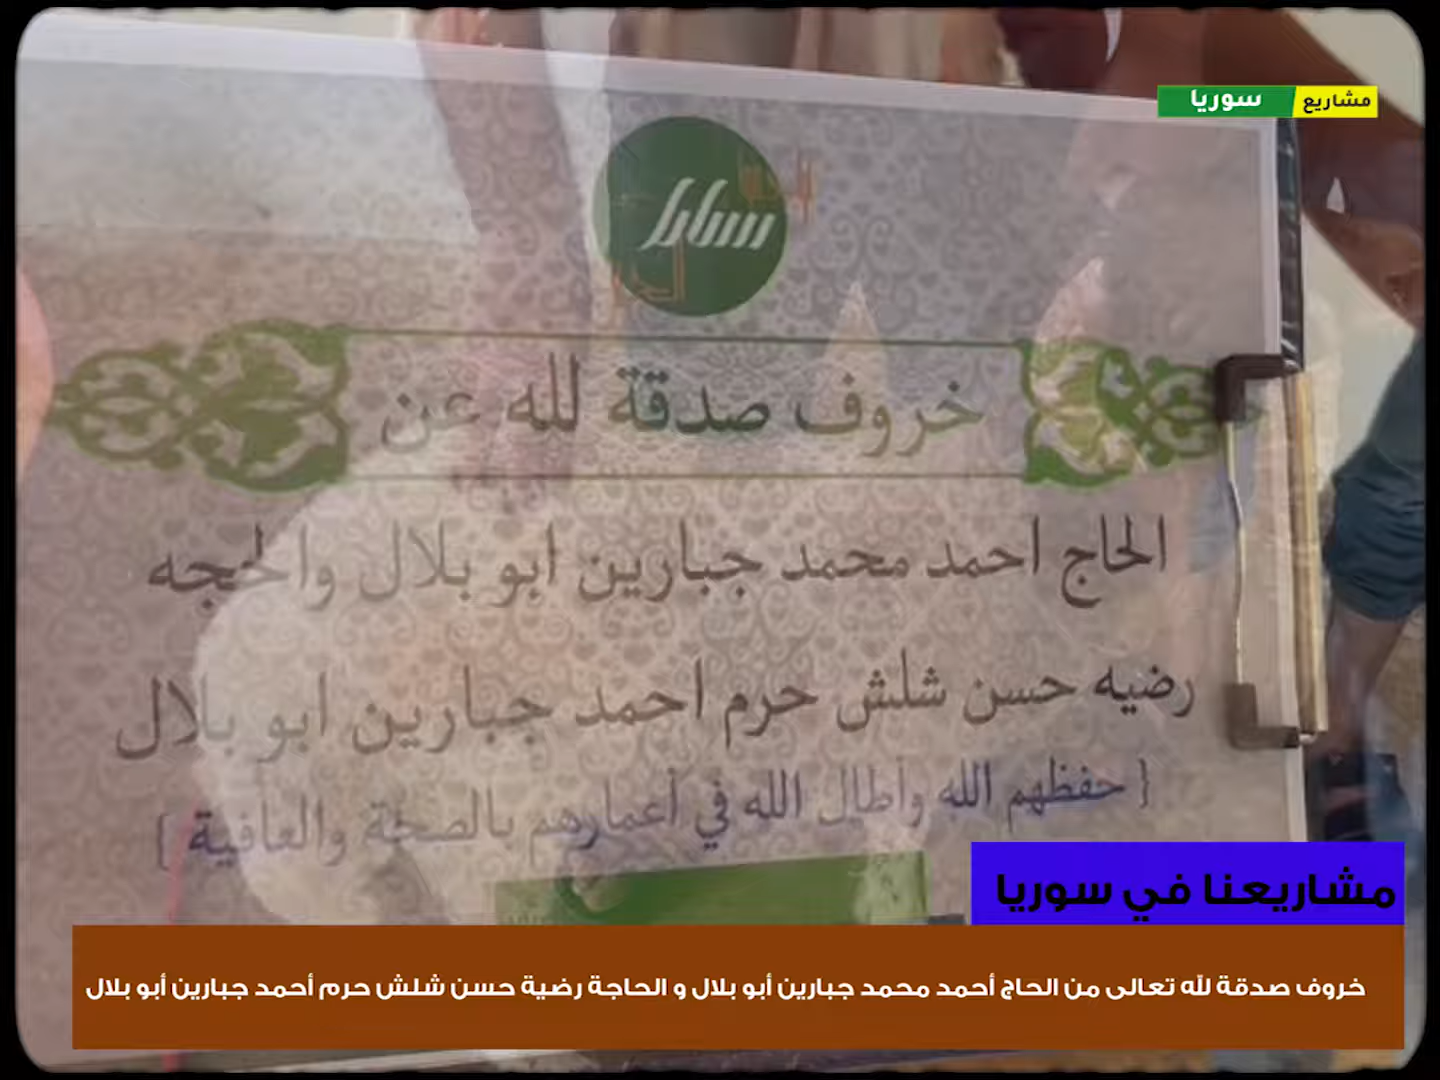 مشاريع سوريا
سنابل
خروف صدقة لله عن
الحاج احمد محمد جبارين ابو بلال والحجه
رضيه حسن شلش حرم احمد جبارين ابو بلال
{ حفظهم الله وأطال الله في أعمارهم بالصحة والعافية }
مشاريعنا في سوريا
خروف صدقة لله تعالى من الحاج أحمد محمد جبارين أبو بلال و الحاجة رضية حسن شلش حرم أحمد جبارين أبو بلال